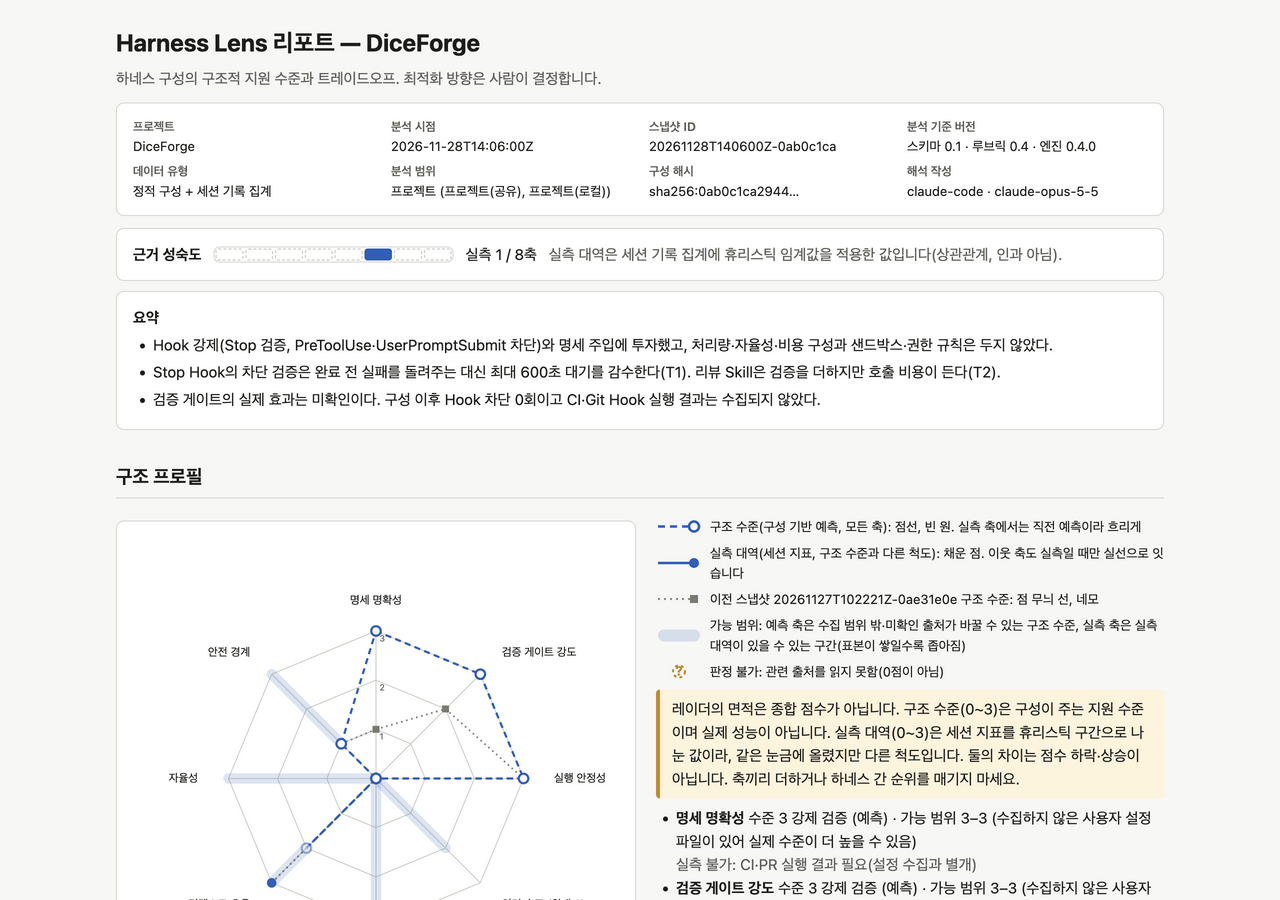 Harness Lens 리포트 — DiceForge
하네스 구성의 구조적 지원 수준과 트레이드오프. 최적화 방향은 사람이 결정합니다.
프로젝트
DiceForge
분석 시점
2026-11-28T14:06:00Z
스냅샷 ID
20261128T140600Z-0ab0c1ca
분석 기준 버전
스키마 0.1 · 루브릭 0.4 · 엔진 0.4.0
데이터 유형
정적 구성 + 세션 기록 집계
분석 범위
프로젝트 (프로젝트(공유), 프로젝트(로컬))
구성 해시
sha256:0ab0c1ca2944…
해석 작성
claude-code · claude-opus-5-5
근거 성숙도 실측 1 / 8축 실측 대역은 세션 기록 집계에 휴리스틱 임계값을 적용한 값입니다(상관관계, 인과 아님).
요약
• Hook 강제(Stop 검증, PreToolUse·UserPromptSubmit 차단)와 명세 주입에 투자했고, 처리량·자율성·비용 구성과 샌드박스·권한 규칙은 두지 않았다.
• Stop Hook의 차단 검증은 완료 전 실패를 돌려주는 대신 최대 600초 대기를 감수한다(T1). 리뷰 Skill은 검증을 더하지만 호출 비용이 든다(T2).
• 검증 게이트의 실제 효과는 미확인이다. 구성 이후 Hook 차단 0회이고 CI·Git Hook 실행 결과는 수집되지 않았다.
구조 프로필
명세 명확성
안전 경계
검증 게이트 강도
3
2
1
자율성
실행 안정성
구조 수준(구성 기반 예측, 모든 축): 점선, 빈 원. 실측 축에서는 직전 예측이라 흐리게
실측 대역(세션 지표, 구조 수준과 다른 척도): 채운 점. 이웃 축도 실측일 때만 실선으로 잇
습니다
이전 스냅샷 20261127T102221Z-0ae31e0e 구조 수준: 점 무늬 선, 네모
가능 범위: 예측 축은 수집 범위 밖·미확인 출처가 바꿀 수 있는 구조 수준, 실측 축은 실측
대역이 있을 수 있는 구간(표본이 쌓일수록 좁아짐)
?
판정 불가: 관련 출처를 읽지 못함(0점이 아님)
레이더의 면적은 종합 점수가 아닙니다. 구조 수준(0~3)은 구성이 주는 지원 수준
이며 실제 성능이 아닙니다. 실측 대역(0~3)은 세션 지표를 휴리스틱 구간으로 나
눈 값이라, 같은 눈금에 올렸지만 다른 척도입니다. 둘의 차이는 점수 하락·상승이
아닙니다. 축끼리 더하거나 하네스 간 순위를 매기지 마세요.
• 명세 명확성 수준 3 강제 검증 (예측) · 가능 범위 3–3 (수집하지 않은 사용자 설정
파일이 있어 실제 수준이 더 높을 수 있음)
실측 불가: CI·PR 실행 결과 필요(설정 수집과 별개)
• 검증 게이트 강도 수준 3 강제 검증 (예측) · 가능 범위 3–3 (수집하지 않은 사용자